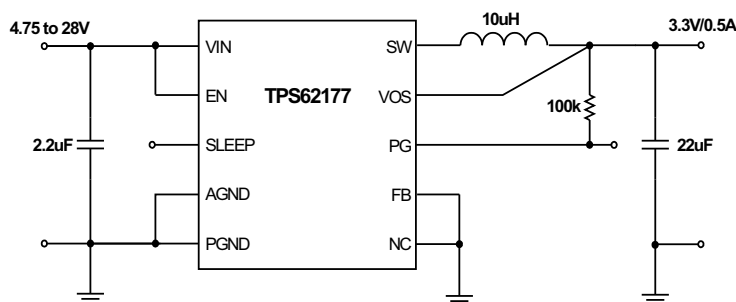 4.75 to 28V
10uH
3.3V/0.5A
VIN
SW
EN
TPS62177
VOS
100k
2.2uF
SLEEP
PG
22uF
AGND
FB
PGND
NC